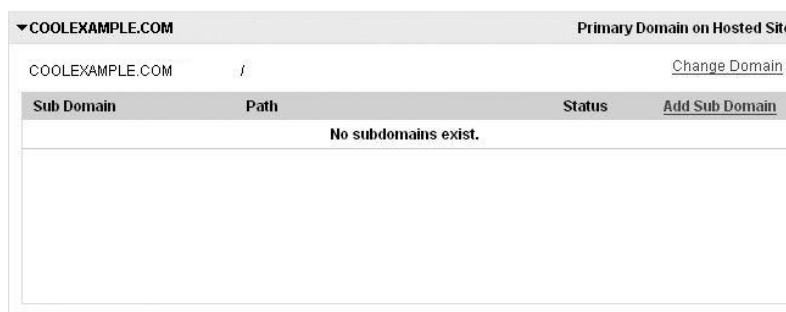 COOLEXAMPLE.COM Primary Domain on Hosted Site
COOLEXAMPLE.COM / Change Domain
Sub Domain Path Status Add Sub Domain
No subdomains exist.